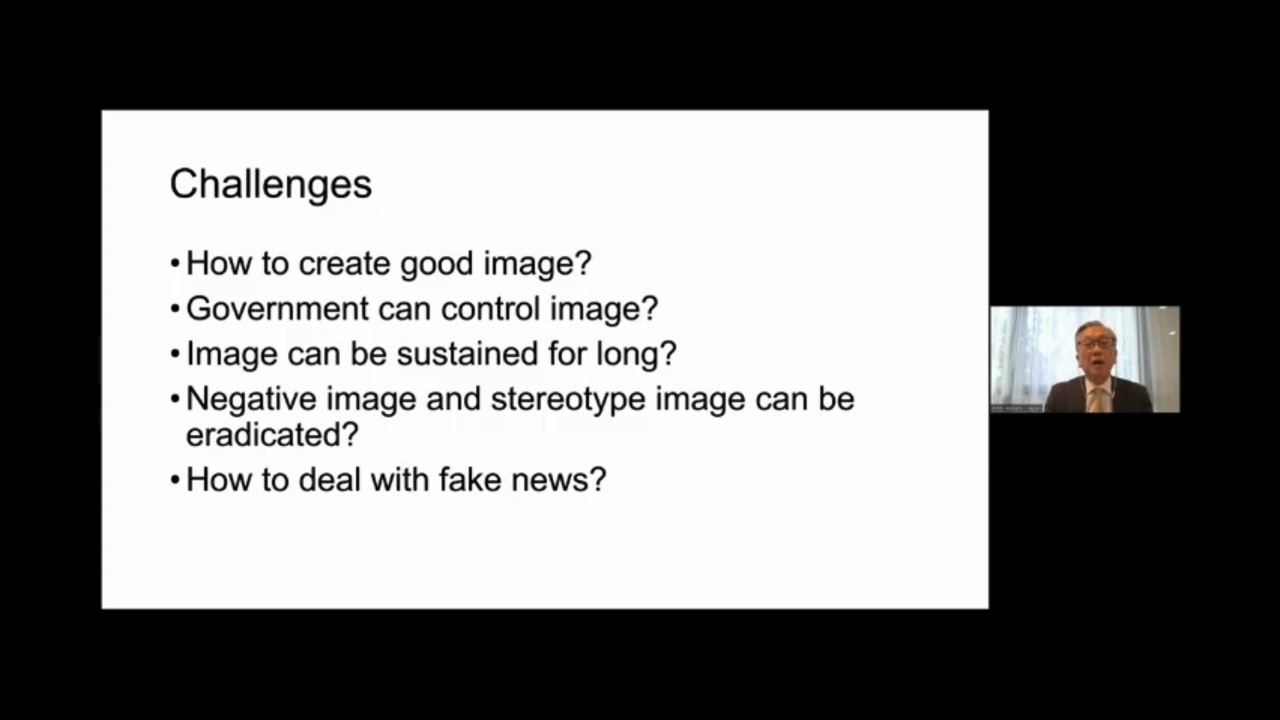 Challenges
•How to create good image?
•Government can control image?
•Image can be sustained for long?
•Negative image and stereotype image can be
eradicated?
•How to deal with fake news?